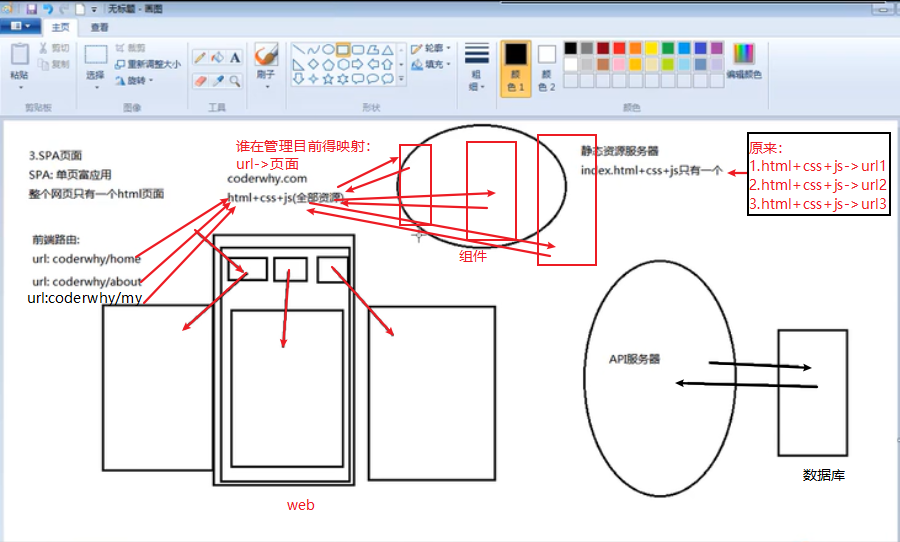 无标题 - 画图
主页
查看
粘贴
剪切
复制
剪贴板
选择
裁剪
重新调整大小
旋转
图像
A
工具
刷子
形状
轮廓
填充
粗
细
颜
色 1
颜
色 2
编辑颜色
颜色
3.SPA页面
SPA: 单页富应用
整个网页只有一个html页面
谁在管理目前得映射:
url->页面
coderwhy.com
html+css+js(全部资源)
组件
静态资源服务器
index.html+css+js只有一个
原来:
1.html+css+js->url1
2.html+css+js->url2
3.html+css+js->url3
前端路由:
url: coderwhy/home
url: coderwhy/about
url:coderwhy/my
web
API服务器
数据库